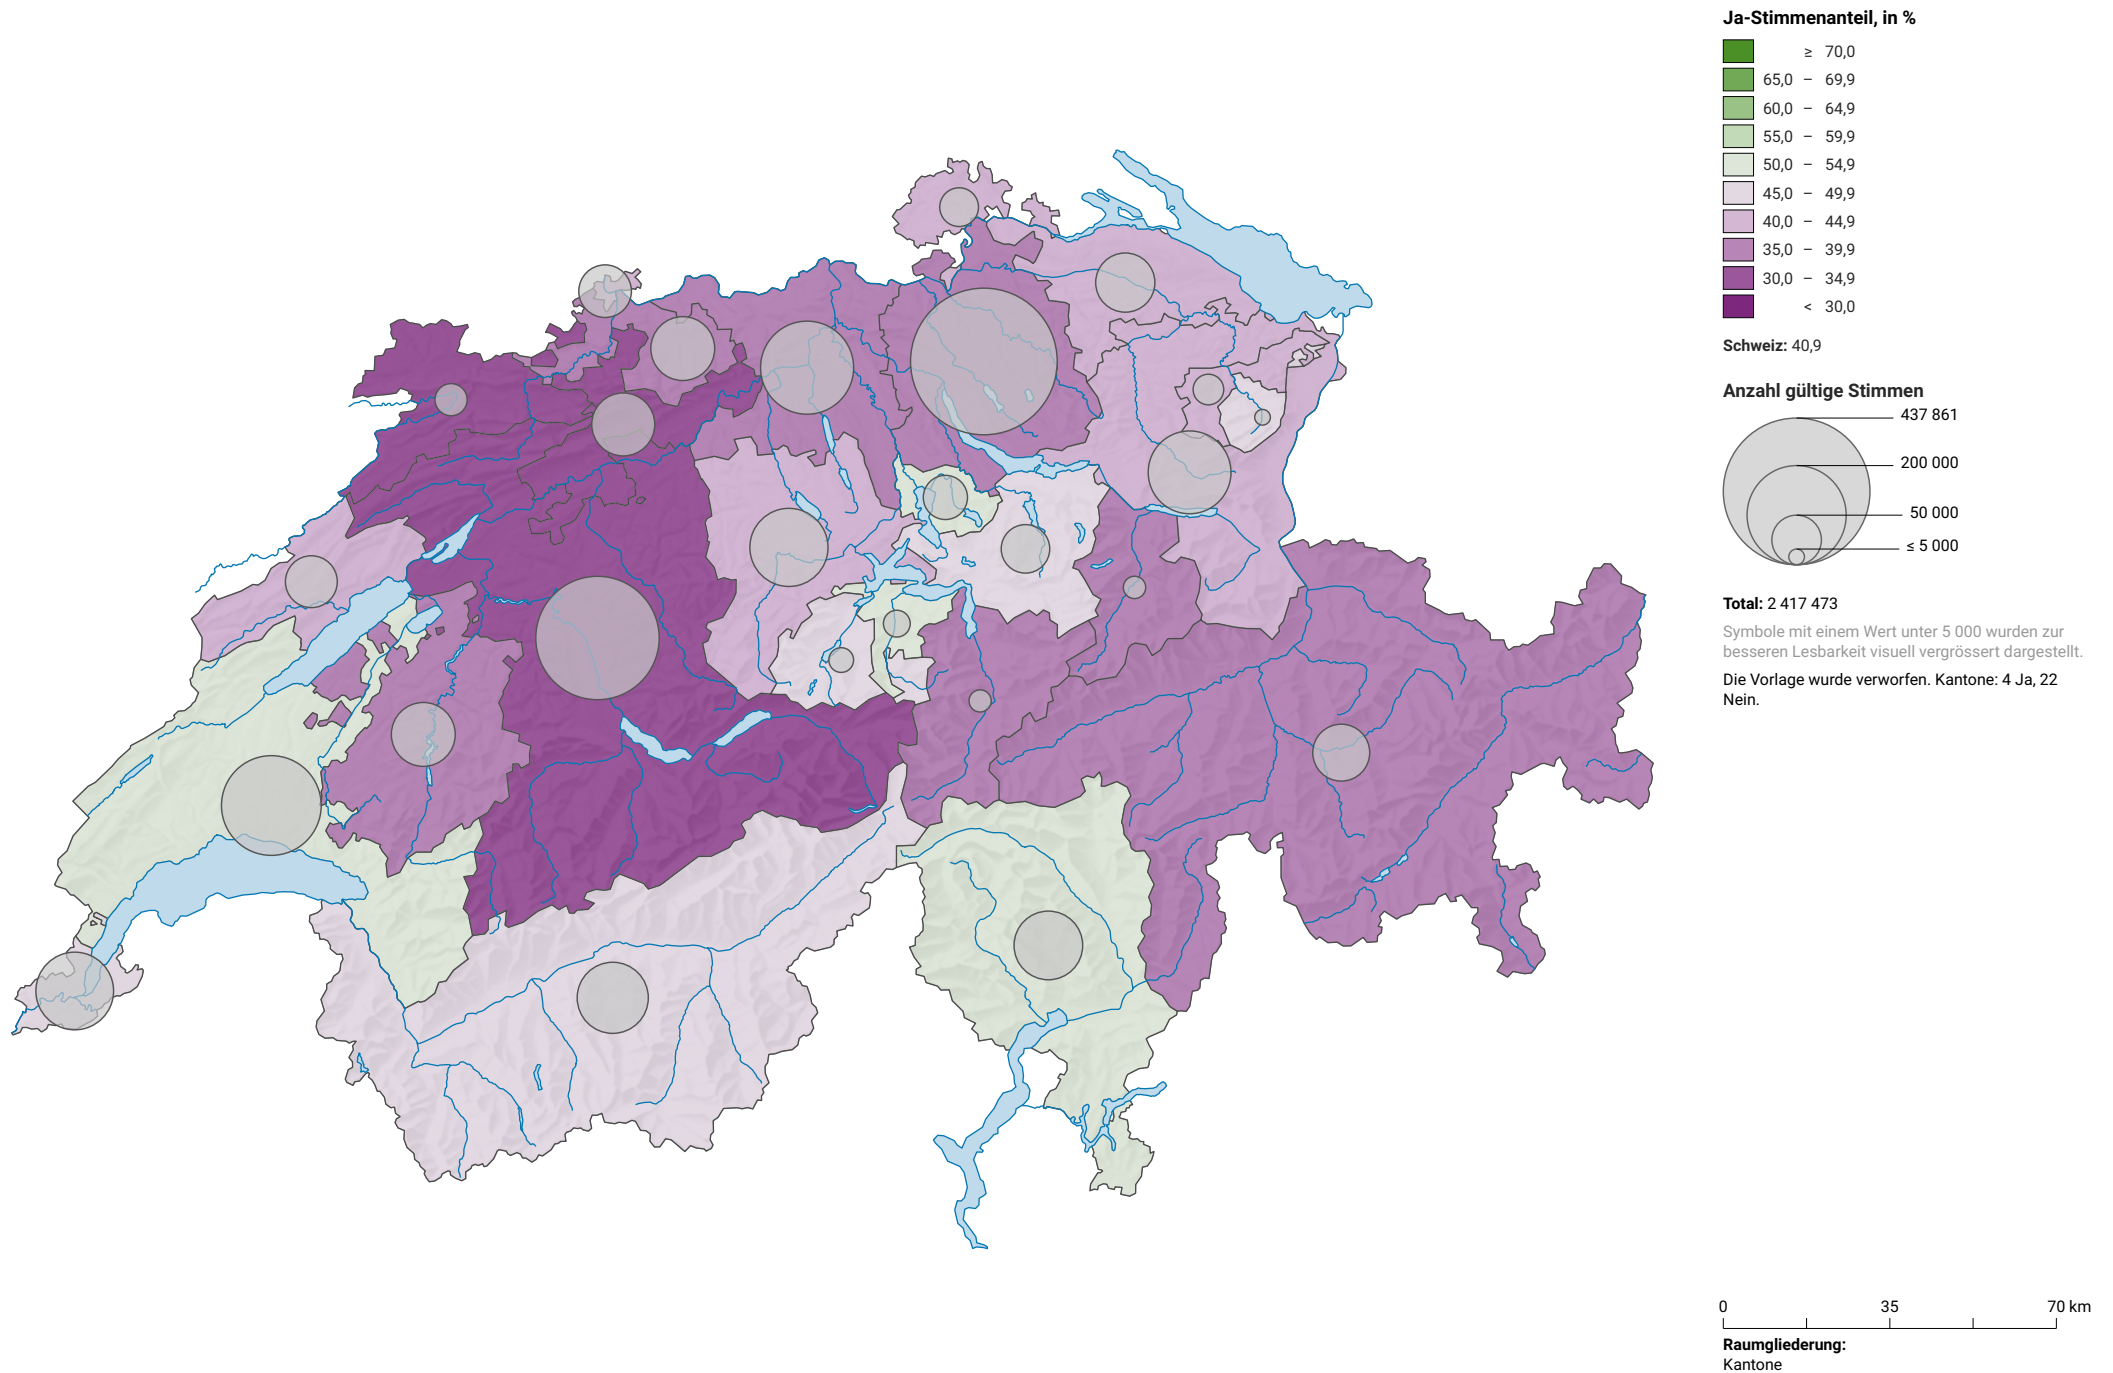 Ja-Stimmenanteil, in %
≥ 70,0
65,0 – 69,9
60,0 – 64,9
55,0 – 59,9
50,0 – 54,9
45,0 – 49,9
40,0 – 44,9
35,0 – 39,9
30,0 – 34,9
< 30,0
Schweiz: 40,9
Anzahl gültige Stimmen
437 861
200 000
50 000
≤ 5 000
Total: 2 417 473
Symbole mit einem Wert unter 5 000 wurden zur
besseren Lesbarkeit visuell vergrössert dargestellt.
Die Vorlage wurde verworfen. Kantone: 4 Ja, 22
Nein.
0 35 70 km
Raumgliederung:
Kantone